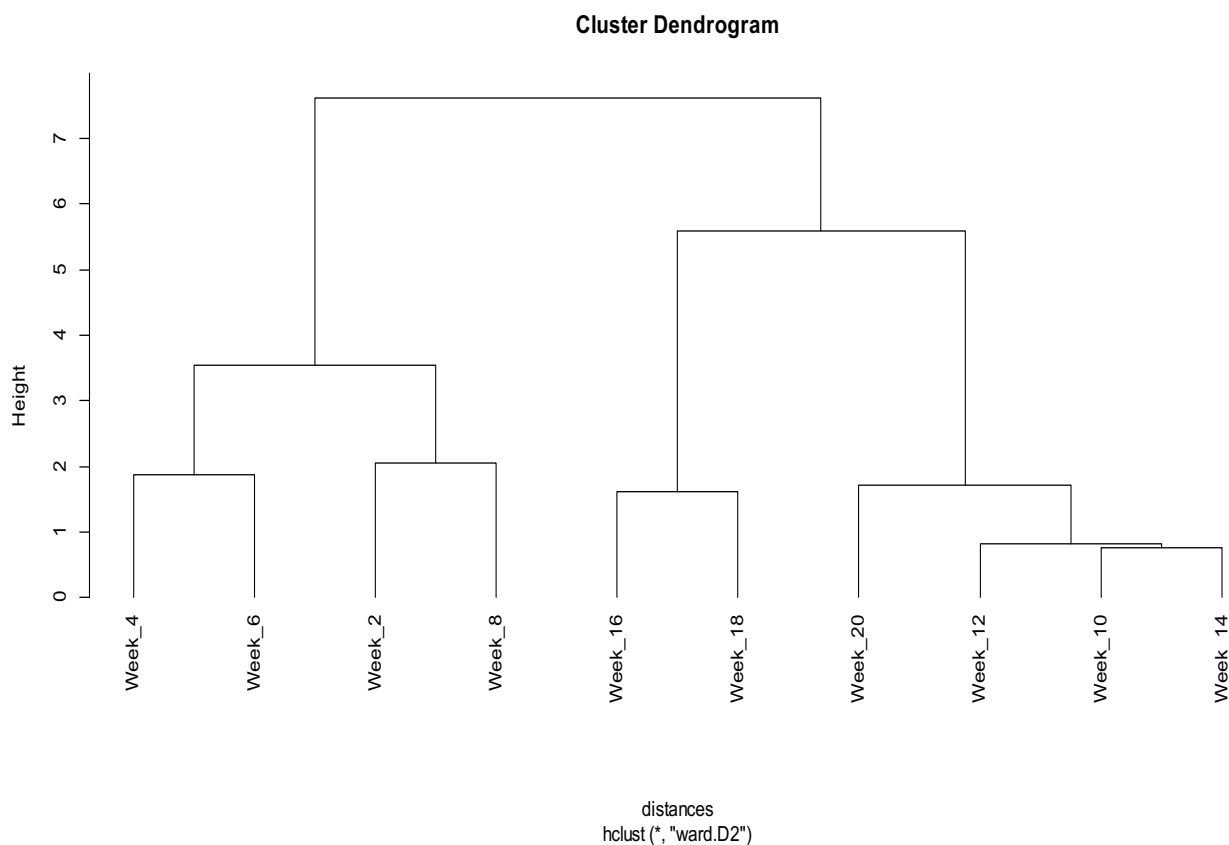 Cluster Dendrogram
Height
7
6
5
4
3
2
1
0
Week_4
Week_6
Week_2
Week_8
Week_16
Week_18
Week_20
Week_12
Week_10
Week_14
distances
hclust (*, "ward.D2")